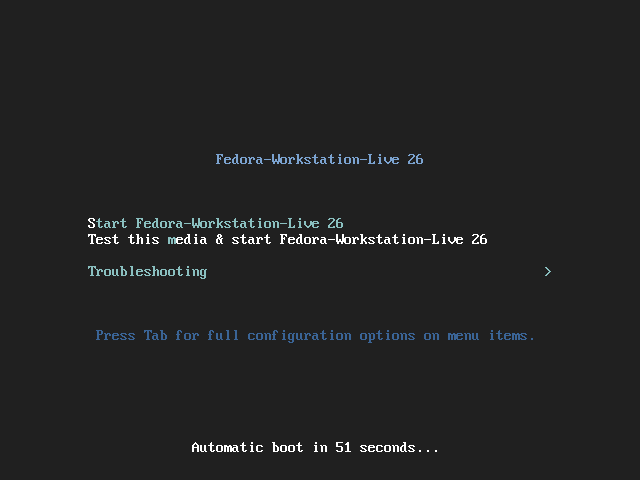 Fedora-Workstation-Live 26
Start Fedora-Workstation-Live 26
Test this media & start Fedora-Workstation-Live 26
Troubleshooting >
Press Tab for full configuration options on menu items.
Automatic boot in 51 seconds...